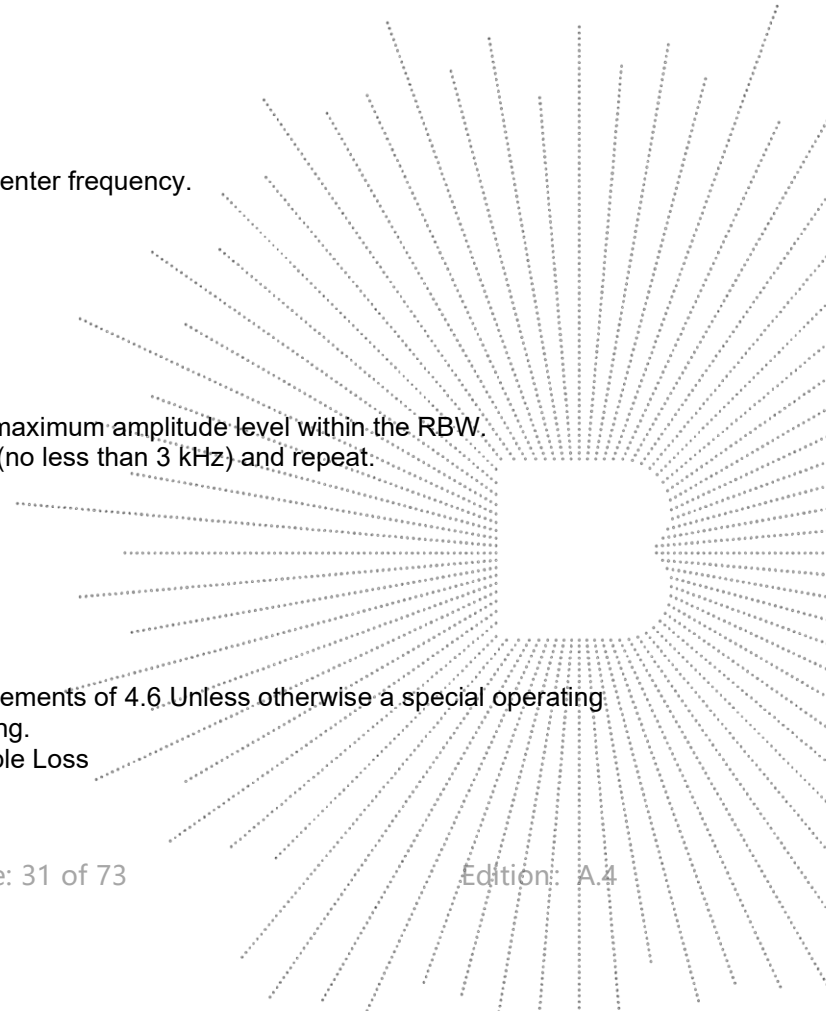 enter frequency.
maximum amplitude level within the RBW.
(no less than 3 kHz) and repeat.
ements of 4.6 Unless otherwise a special operating
ng.
ble Loss
e: 31 of 73 Edition: A.4